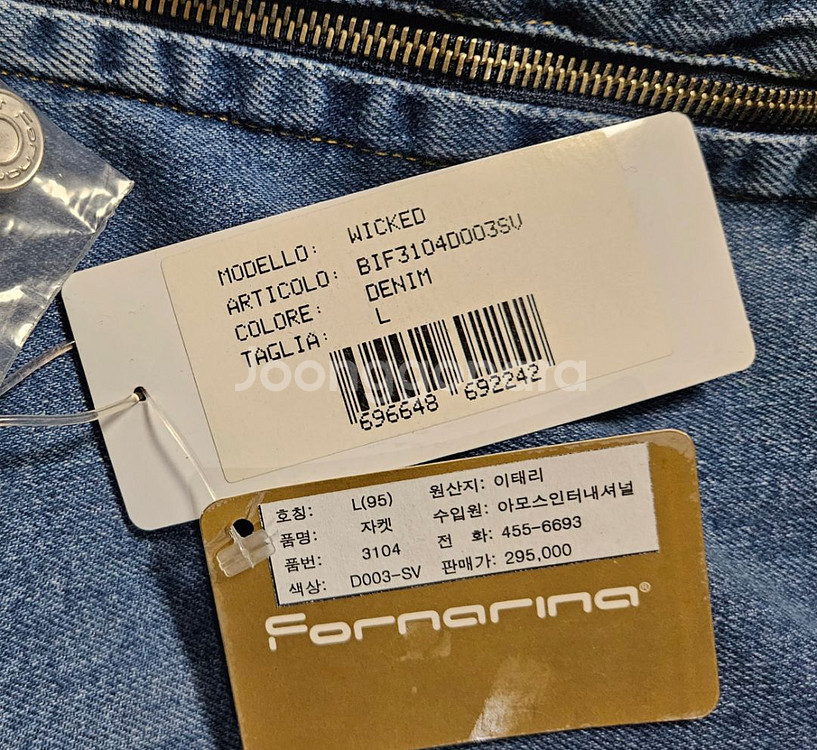 MODELLO: WICKED
ARTICOLO: BIF3104D003SV
COLORE: DENIM
TAGLIA: L
696648 692242
Joonggonara
호칭: L(95) 원산지: 이태리
품명: 자켓 수입원: 아모스인터내셔널
품번: 3104 전 화: 455-6693
색상: D003-SV 판매가: 295,000
Fornarina®